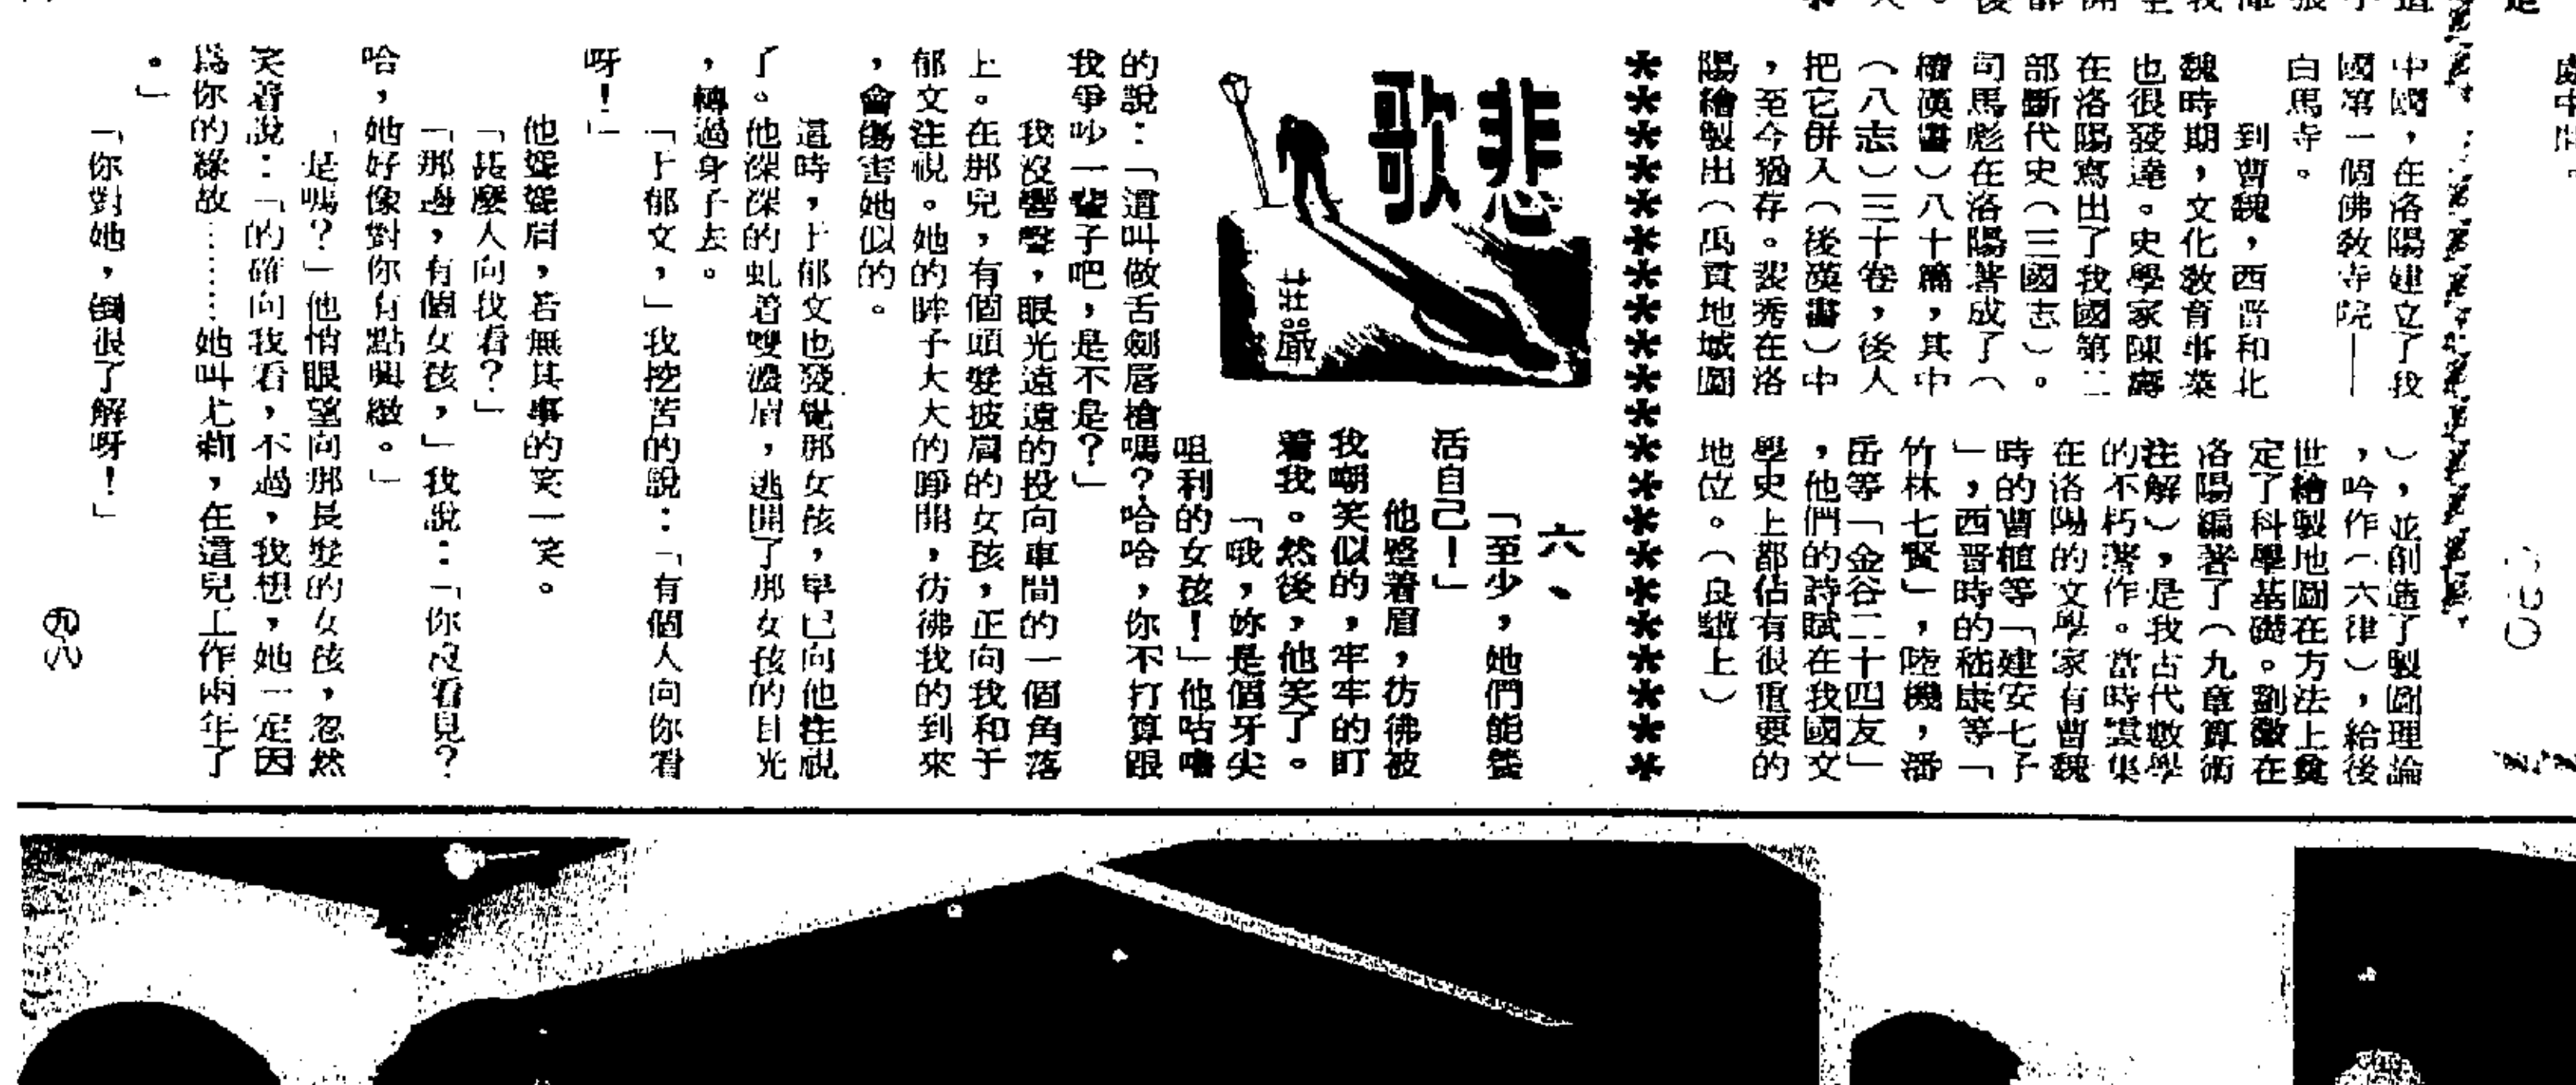 中國，在洛陽建立了我
國第一個佛教寺院——
白馬寺。
到曹魏，西晋和北
魏時期，文化敎育事業
也很發達。史學家陳壽
在洛陽寫出了我國第二
部斷代史（三國志）。
司馬彪在洛陽著成了（
續漢書）八十篇，其中
（八志）三十卷，後人
把它併入（後漢書）中
，至今猶存。裴秀在洛
陽繪製出（禹貢地域圖
），並創造了製圖理論
，吟作（六律），給後
世繪製地圖在方法上奠
定了科學基礎。劉徽在
洛陽編著了（九章算術
注解），是我古代數學
的不朽著作。當時雲集
在洛陽的文學家有曹魏
時的曹植等「建安七子
」，西晋時的嵇康等「
竹林七賢」，陸機，潘
岳等「金谷二十四友」
，他們的詩賦在我國文
學史上都佔有很重要的
地位。（良驥上）
悲歌
莊嚴
六、
「至少，她們能養
活自己！」
他蹙着眉，彷彿被
我嘲笑似的，牢牢的盯
着我。然後，他笑了。
「哦，妳是個牙尖
咀利的女孩！」他咕嚕
的說：「這叫做舌劍唇槍嗎？哈哈，你不打算跟
我爭吵一輩子吧，是不是？」
我沒響聲，眼光遠遠的投向車間的一個角落
上。在那兒，有個頭髮披肩的女孩，正向我和于
郁文注視。她的眸子大大的睜開，彷彿我的到來
，會傷害她似的。
這時，于郁文也發覺那女孩，早已向他注視
了。他深深的虬着雙濃眉，逃開了那女孩的目光
，轉過身子去。
「于郁文，」我挖苦的說：「有個人向你看
呀！」
他聳聳眉，若無其事的笑一笑。
「甚麼人向我看？」
「那邊，有個女孩，」我說：「你沒看見？
哈，她好像對你有點興緻。」
「是嗎？」他悄眼望向那長髮的女孩，忽然
笑着說：「的確向我看，不過，我想，她一定因
爲你的緣故………她叫尤莉，在這兒工作兩年了
。」
「你對她，倒很了解呀！」
九八